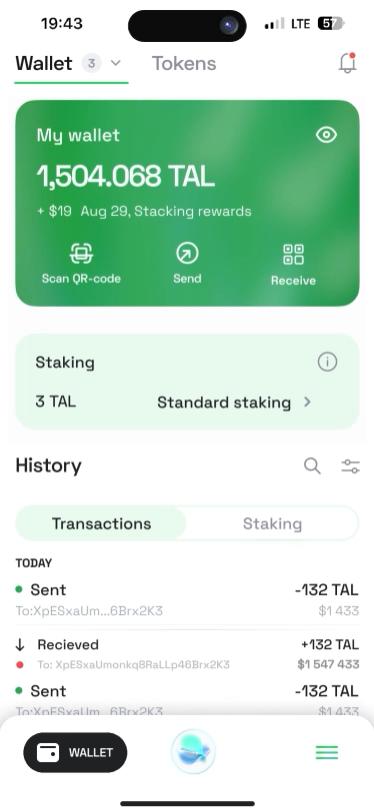 19:43 LTE 57
Wallet 3 Tokens
My wallet
1,504.068 TAL
+ $19 Aug 29, Stacking rewards
Scan QR-code Send Receive
Staking
3 TAL Standard staking
History
Transactions Staking
TODAY
Sent -132 TAL
To:XpESxaUm...6Brx2K3 $1 433
Recieved +132 TAL
To: XpESxaUmonkq8RaLLp46Brx2K3 $1 547 433
Sent -132 TAL
To:XpESxaUm...6Brx2K3 $1 433
WALLET